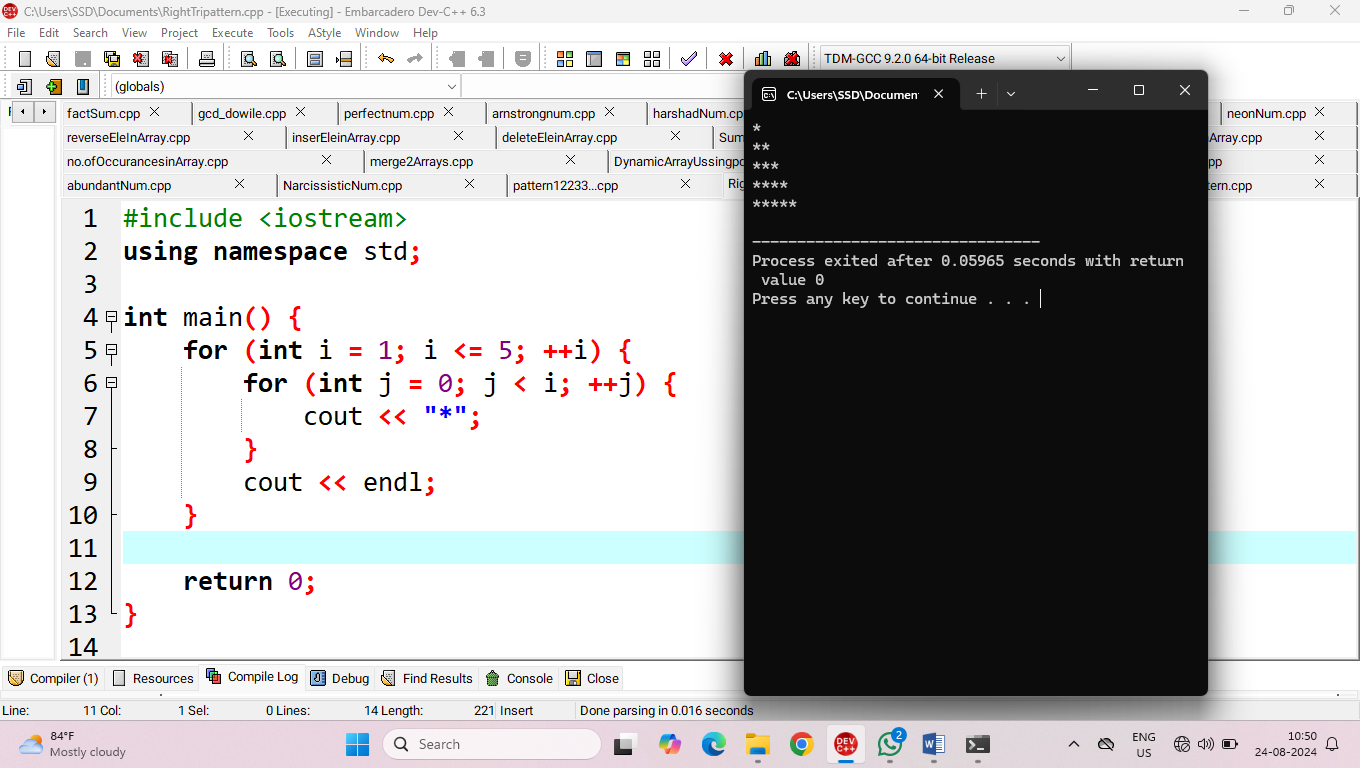 C:\Users\SSD\Documents\RightTripattern.cpp - [Executing] - Embarcadero Dev-C++ 6.3
File Edit Search View Project Execute Tools AStyle Window Help
TDM-GCC 9.2.0 64-bit Release
(globals)
factSum.cpp gcd_dowile.cpp perfectnum.cpp arnstrongnum.cpp harshadNum.cp neonNum.cpp
reverseEleInArray.cpp inserEleinArray.cpp deleteEleinArray.cpp Sum Array.cpp
no.ofOccurancesinArray.cpp merge2Arrays.cpp DynamicArrayUssingpo pp
abundantNum.cpp NarcissisticNum.cpp pattern12233...cpp Rig tern.cpp
1 #include <iostream>
2 using namespace std;
3
4 int main() {
5 for (int i = 1; i <= 5; ++i) {
6 for (int j = 0; j < i; ++j) {
7 cout << "*";
8 }
9 cout << endl;
10 }
11
12 return 0;
13 }
14
C:\Users\SSD\Documen
*
**
***
****
*****
--------------------------------
Process exited after 0.05965 seconds with return
value 0
Press any key to continue . . .
Compiler (1) Resources Compile Log Debug Find Results Console Close
Line: 11 Col: 1 Sel: 0 Lines: 14 Length: 221 Insert Done parsing in 0.016 seconds
84°F
Mostly cloudy
Search
DEV C++
2
ENG
US
10:50
24-08-2024